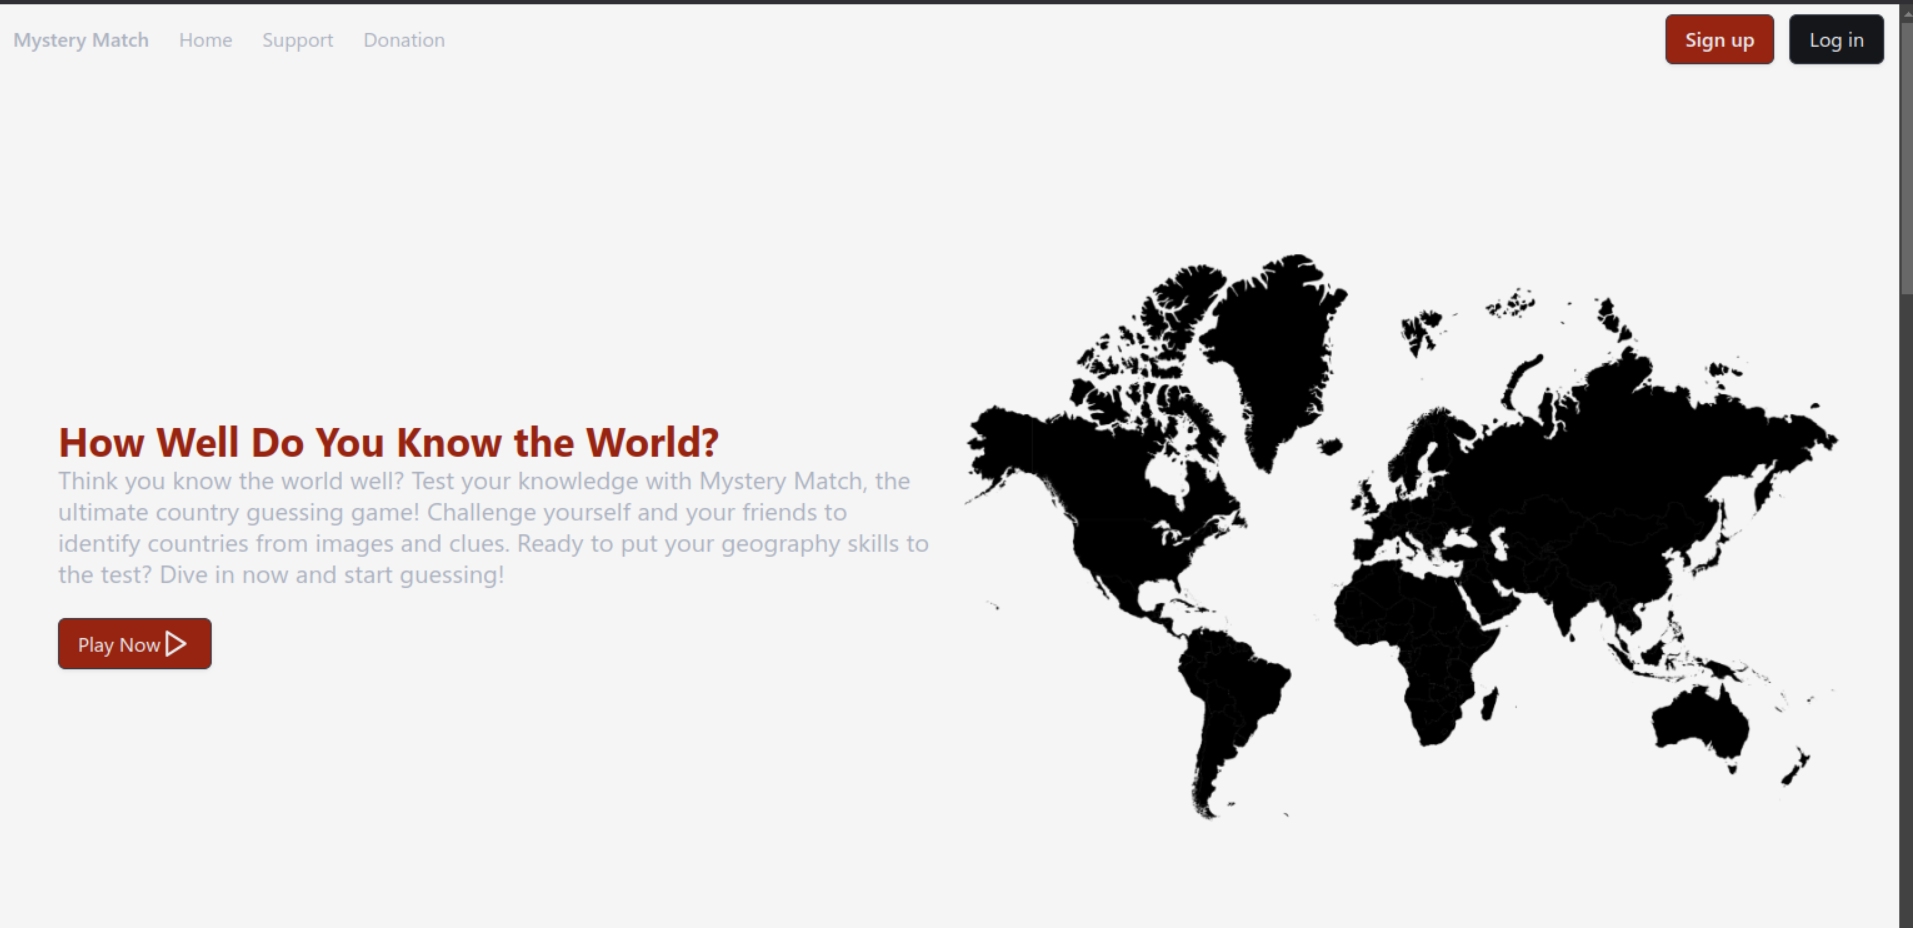 Mystery Match Home Support Donation Sign up Log in
How Well Do You Know the World?
Think you know the world well? Test your knowledge with Mystery Match, the
ultimate country guessing game! Challenge yourself and your friends to
identify countries from images and clues. Ready to put your geography skills to
the test? Dive in now and start guessing!
Play Now